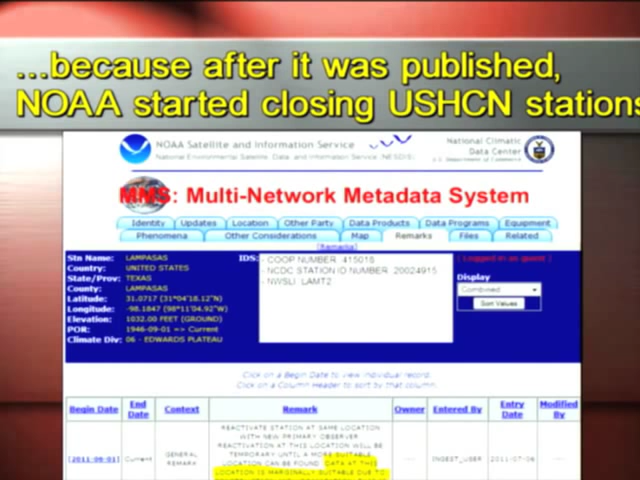 ...because after it was published,
NOAA started closing USHCN stations
NOAA Satellite and Information Service
National Environmental Satellite, Data, and Information Service (NESDIS)
National Climatic
Data Center
U.S. Department of Commerce
MMS: Multi-Network Metadata System
Identity Updates Location Other Party Data Products Data Programs Equipment
Phenomena Other Considerations Map Remarks Files Related
[Remarks]
Stn Name: LAMPASAS
Country: UNITED STATES
State/Prov: TEXAS
County: LAMPASAS
Latitude: 31.0717 (31°04'18.12"N)
Longitude: -98.1847 (98°11'04.92"W)
Elevation: 1032.00 FEET (GROUND)
POR: 1946-09-01 => Current
Climate Div: 06 - EDWARDS PLATEAU
IDS:
COOP NUMBER 415018
- NCDC STATION ID NUMBER 20024915
- NWSLI LAMT2
( Logged in as guest )
Display
Combined
Sort Values
Click on a Begin Date to view individual record.
Click on a Column Header to sort by that column.
Begin Date End Date Context Remark Owner Entered By Entry Date Modified By
[2011-09-01] Current GENERAL REMARK
REACTIVATE STATION AT SAME LOCATION
WITH NEW PRIMARY OBSERVER
REACTIVATION AT THIS LOCATION WILL BE
TEMPORARY UNTIL A MORE SUITABLE
LOCATION CAN BE FOUND. DATA AT THIS
LOCATION IS MARGINALLY SUITABLE DUE TO
--- INGEST_USER 2011-07-06 ---